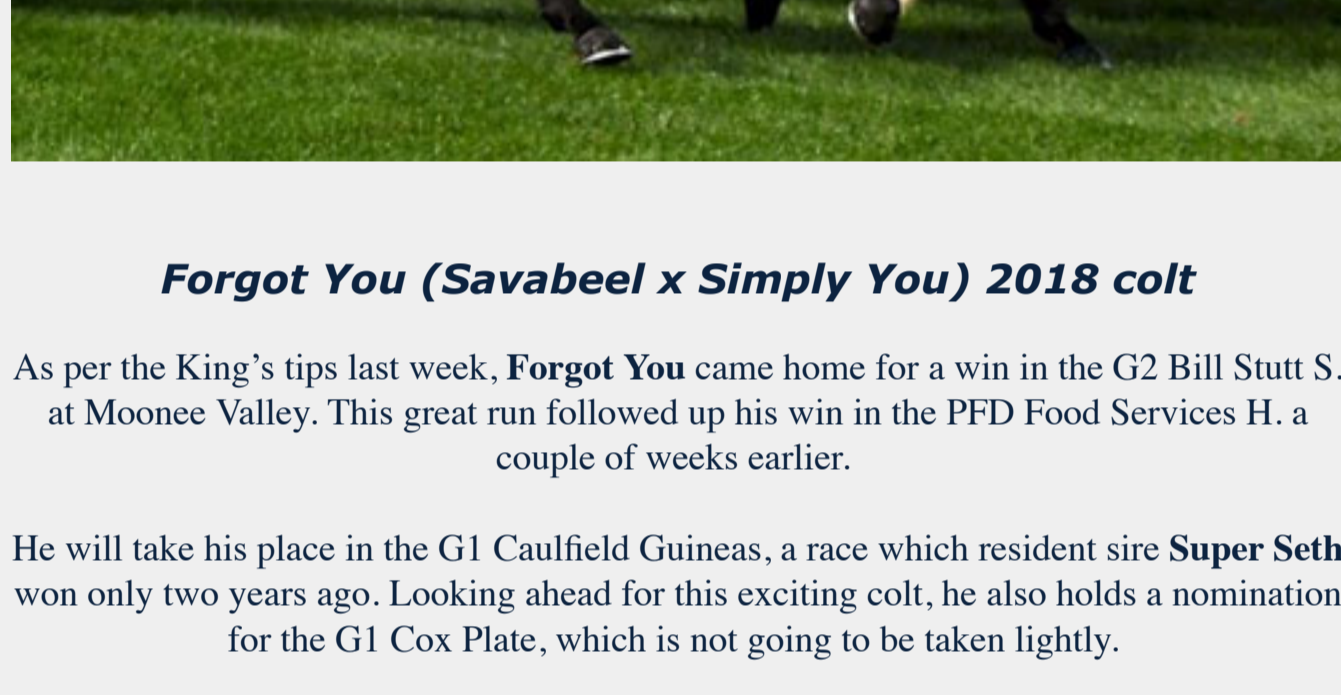 Forgot You (Savabeel x Simply You) 2018 colt
As per the King’s tips last week, Forgot You came home for a win in the G2 Bill Stutt S.
at Moonee Valley. This great run followed up his win in the PFD Food Services H. a
couple of weeks earlier.
He will take his place in the G1 Caulfield Guineas, a race which resident sire Super Seth
won only two years ago. Looking ahead for this exciting colt, he also holds a nomination
for the G1 Cox Plate, which is not going to be taken lightly.